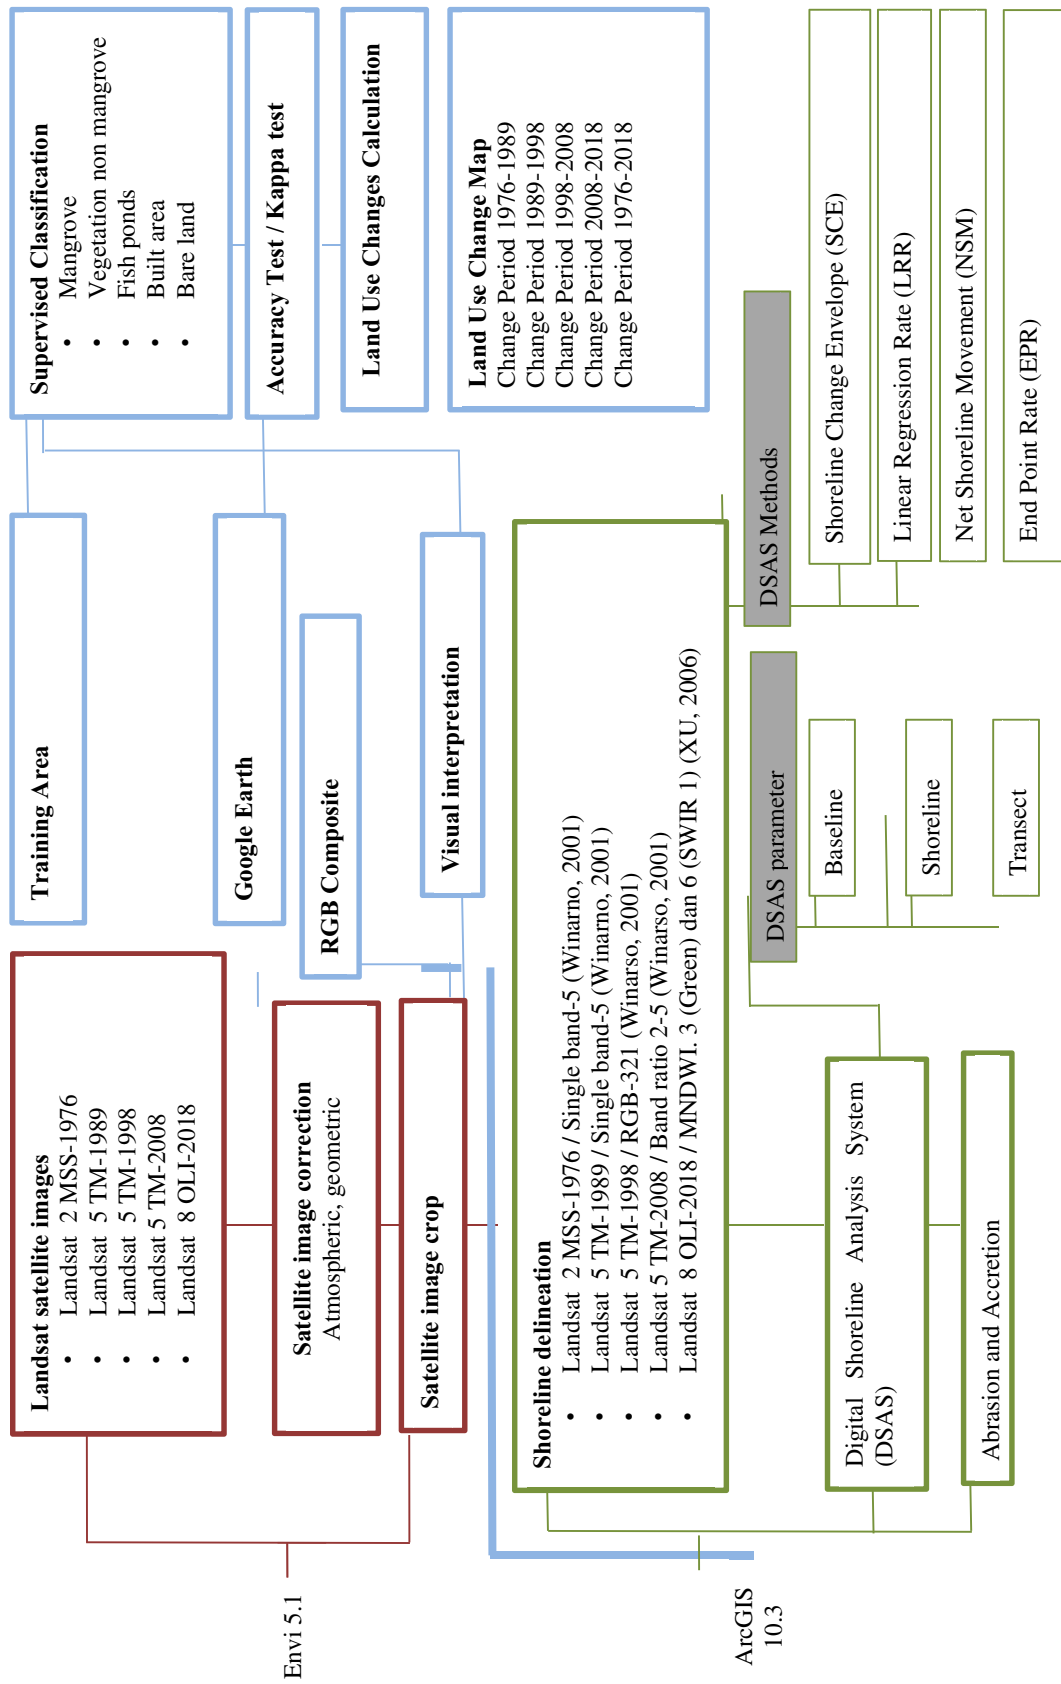 Envi 5.1
Landsat satellite images
• Landsat 2 MSS-1976
• Landsat 5 TM-1989
• Landsat 5 TM-1998
• Landsat 5 TM-2008
• Landsat 8 OLI-2018
Satellite image correction
Atmospheric, geometric
Satellite image crop
Training Area
Google Earth
RGB Composite
Visual interpretation
Supervised Classification
• Mangrove
• Vegetation non mangrove
• Fish ponds
• Built area
• Bare land
Accuracy Test / Kappa test
Land Use Changes Calculation
Land Use Change Map
Change Period 1976-1989
Change Period 1989-1998
Change Period 1998-2008
Change Period 2008-2018
Change Period 1976-2018
ArcGIS
10.3
Shoreline delineation
• Landsat 2 MSS-1976 / Single band-5 (Winarno, 2001)
• Landsat 5 TM-1989 / Single band-5 (Winarno, 2001)
• Landsat 5 TM-1998 / RGB-321 (Winarso, 2001)
• Landsat 5 TM-2008 / Band ratio 2-5 (Winarso, 2001)
• Landsat 8 OLI-2018 / MNDWI. 3 (Green) dan 6 (SWIR 1) (XU, 2006)
Digital Shoreline Analysis System
(DSAS)
Abrasion and Accretion
DSAS parameter
Baseline
Shoreline
Transect
DSAS Methods
Shoreline Change Envelope (SCE)
Linear Regression Rate (LRR)
Net Shoreline Movement (NSM)
End Point Rate (EPR)